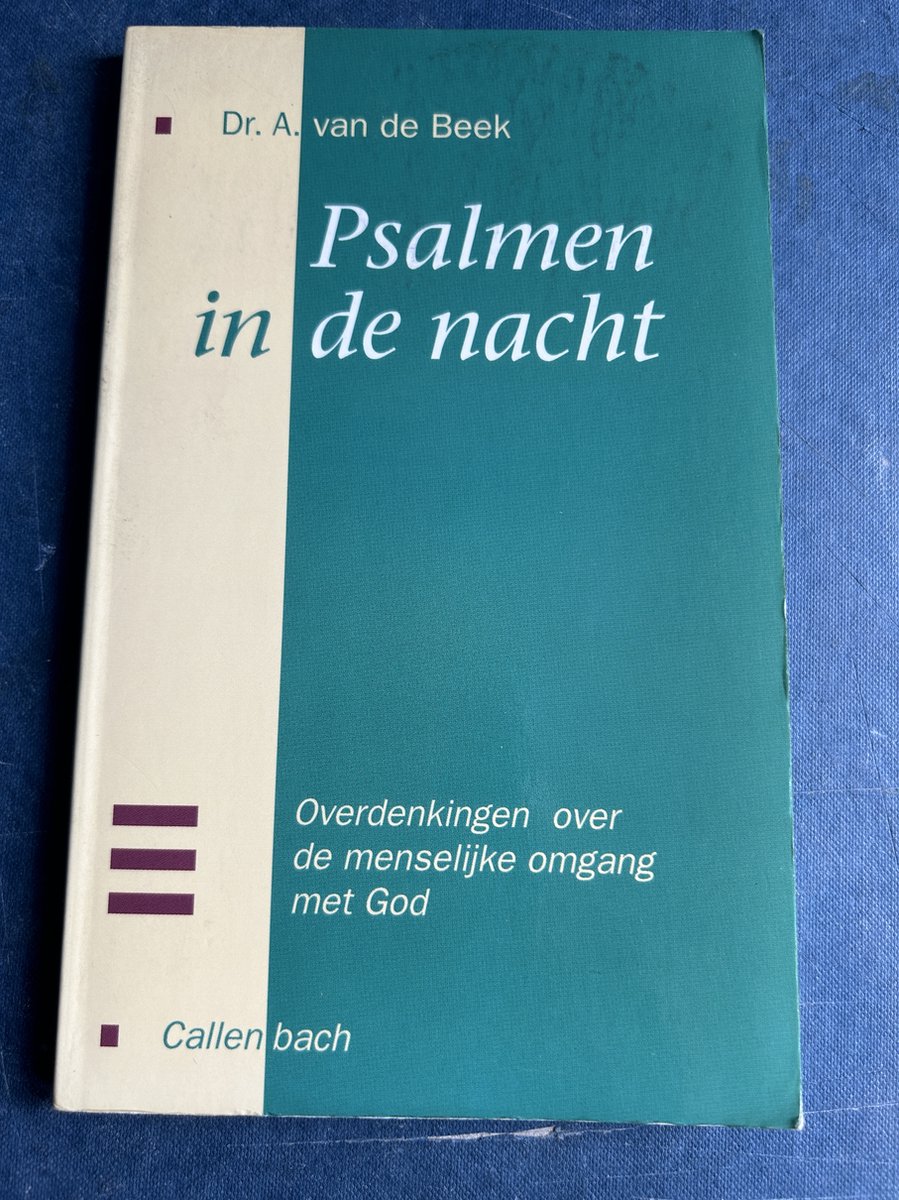 Dr. A. van de Beek
Psalmen
in de nacht
Overdenkingen over
de menselijke omgang
met God
Callenbach